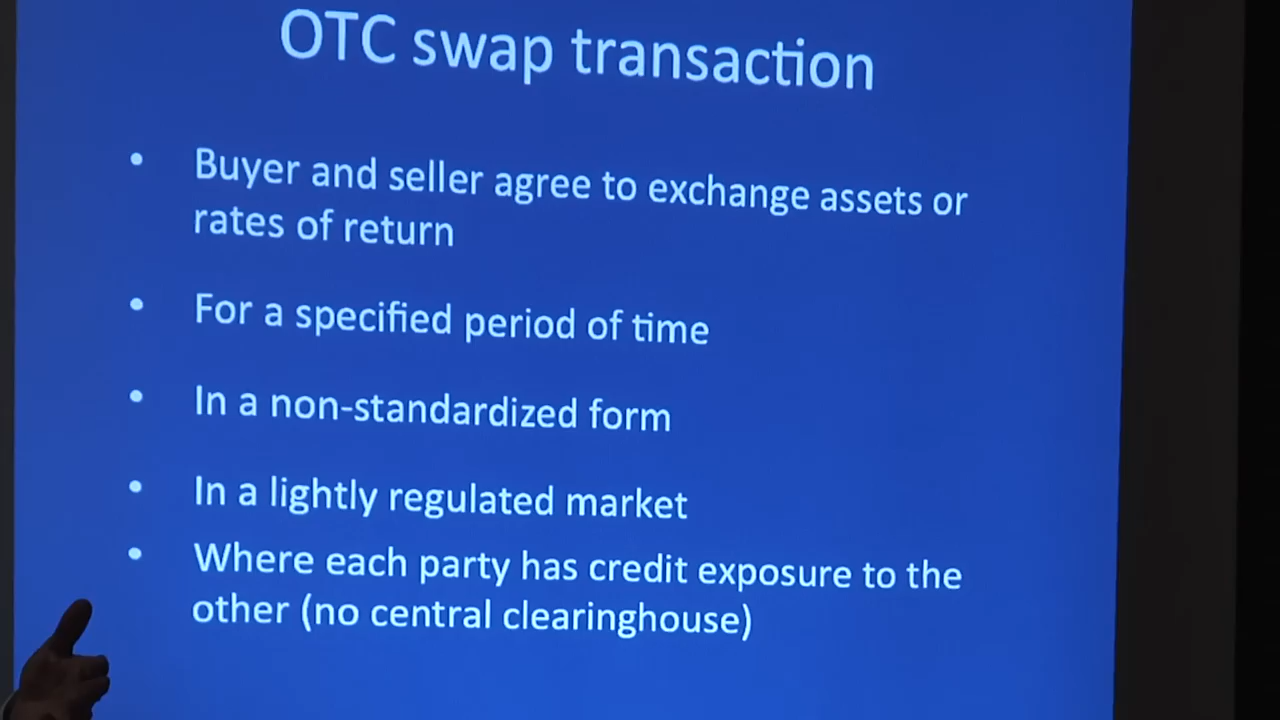 OTC swap transaction
• Buyer and seller agree to exchange assets or
rates of return
• For a specified period of time
• In a non-standardized form
• In a lightly regulated market
• Where each party has credit exposure to the
other (no central clearinghouse)